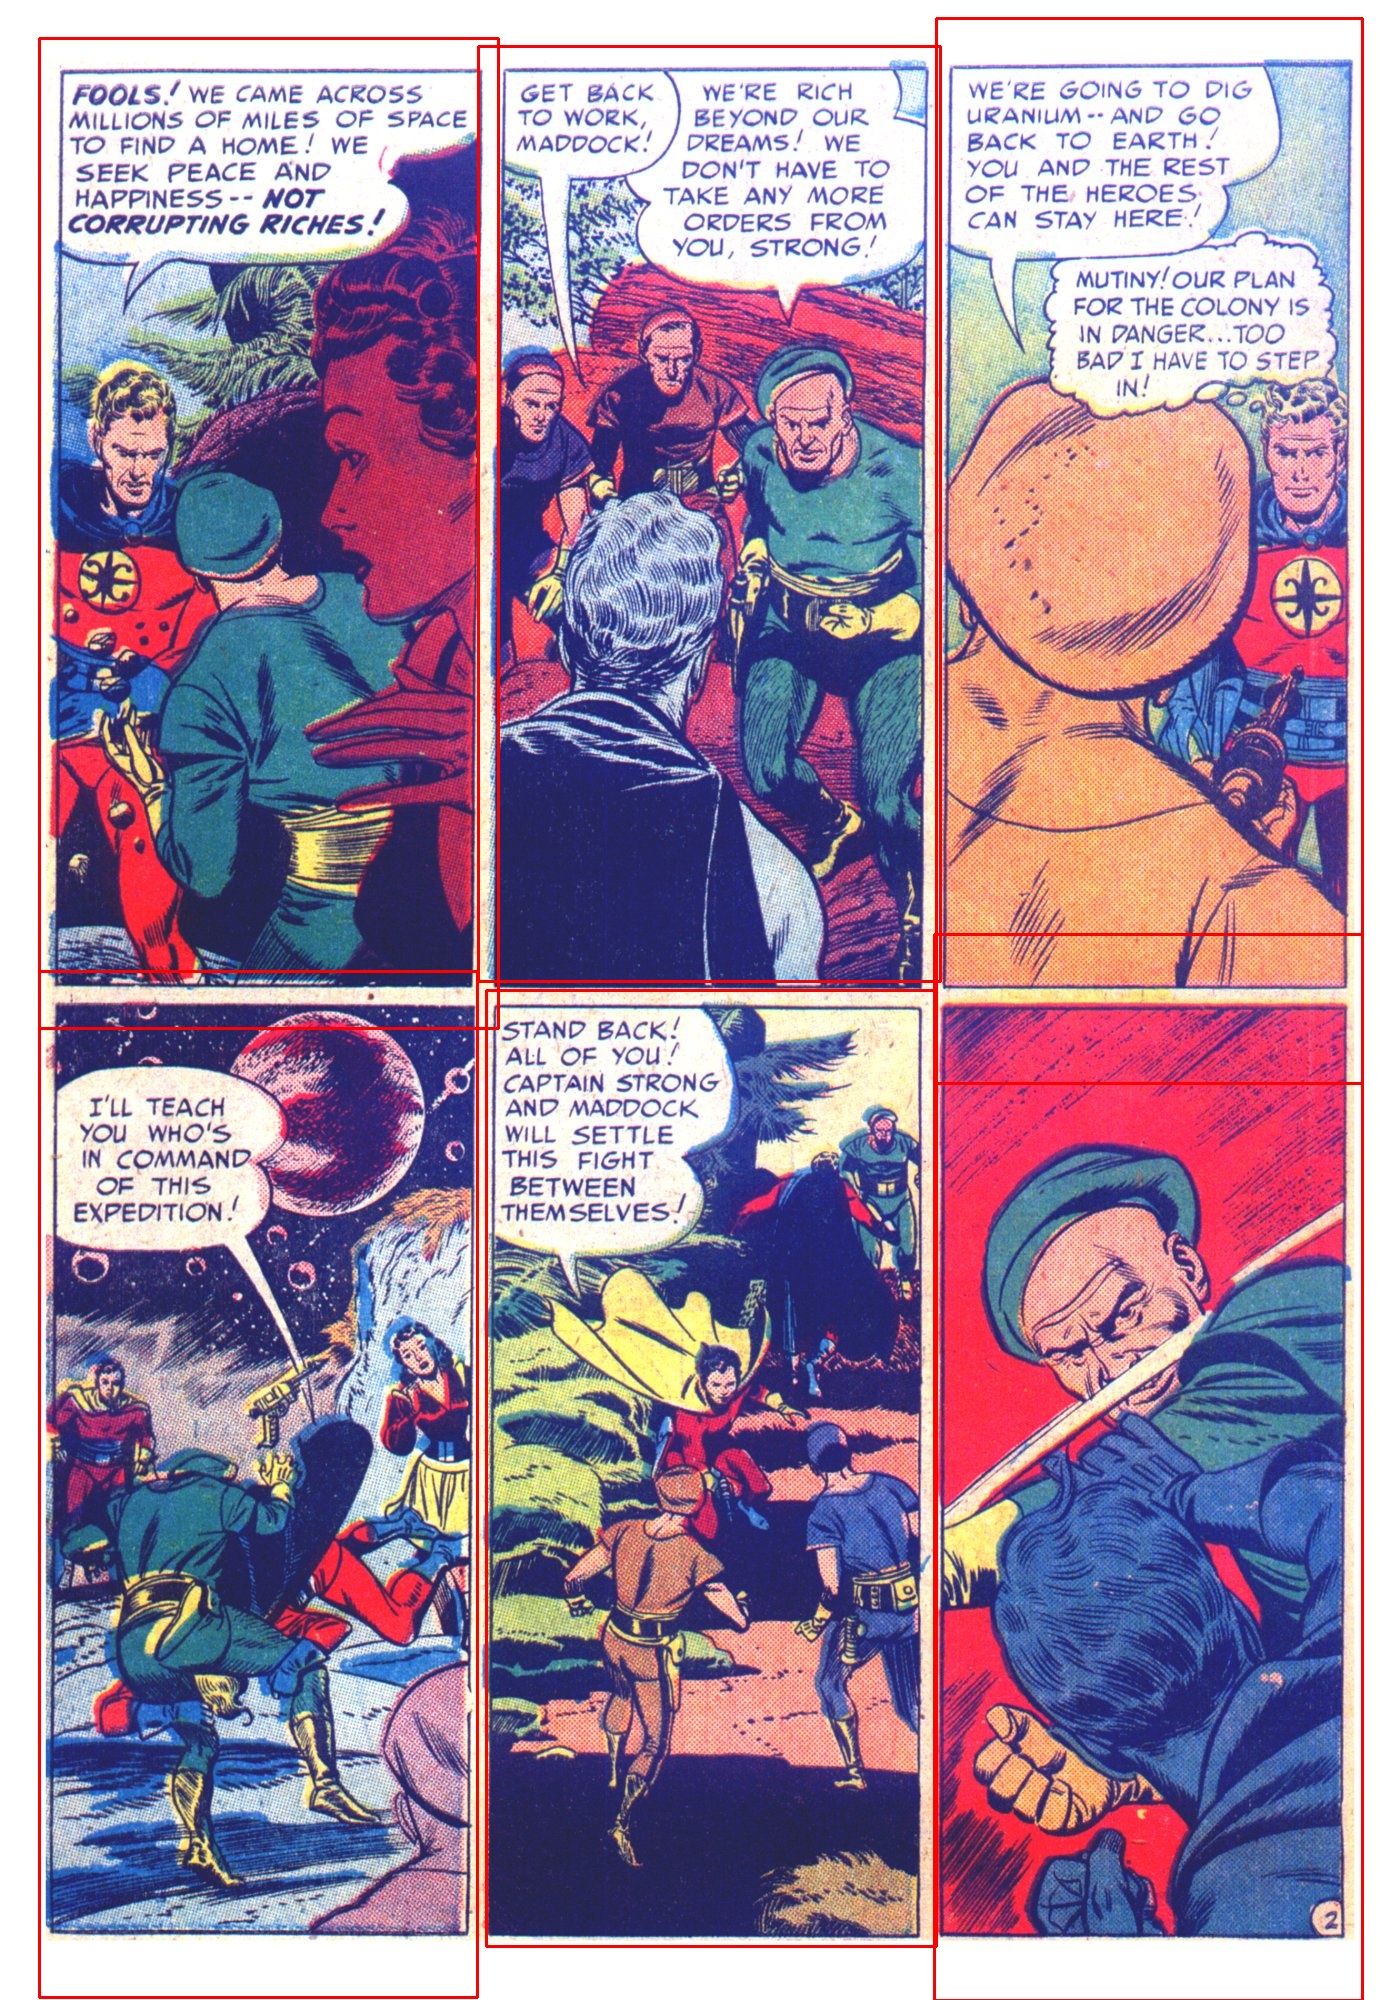 FOOLS! WE CAME ACROSS
MILLIONS OF MILES OF SPACE
TO FIND A HOME! WE
SEEK PEACE AND
HAPPINESS-- NOT
CORRUPTING RICHES!
GET BACK
TO WORK,
MADDOCK!
WE'RE RICH
BEYOND OUR
DREAMS! WE
DON'T HAVE TO
TAKE ANY MORE
ORDERS FROM
YOU, STRONG!
WE'RE GOING TO DIG
URANIUM-- AND GO
BACK TO EARTH!
YOU AND THE REST
OF THE HEROES
CAN STAY HERE!
MUTINY! OUR PLAN
FOR THE COLONY IS
IN DANGER...TOO
BAD I HAVE TO STEP
IN!
I'LL TEACH
YOU WHO'S
IN COMMAND
OF THIS
EXPEDITION!
STAND BACK!
ALL OF YOU!
CAPTAIN STRONG
AND MADDOCK
WILL SETTLE
THIS FIGHT
BETWEEN
THEMSELVES!
2